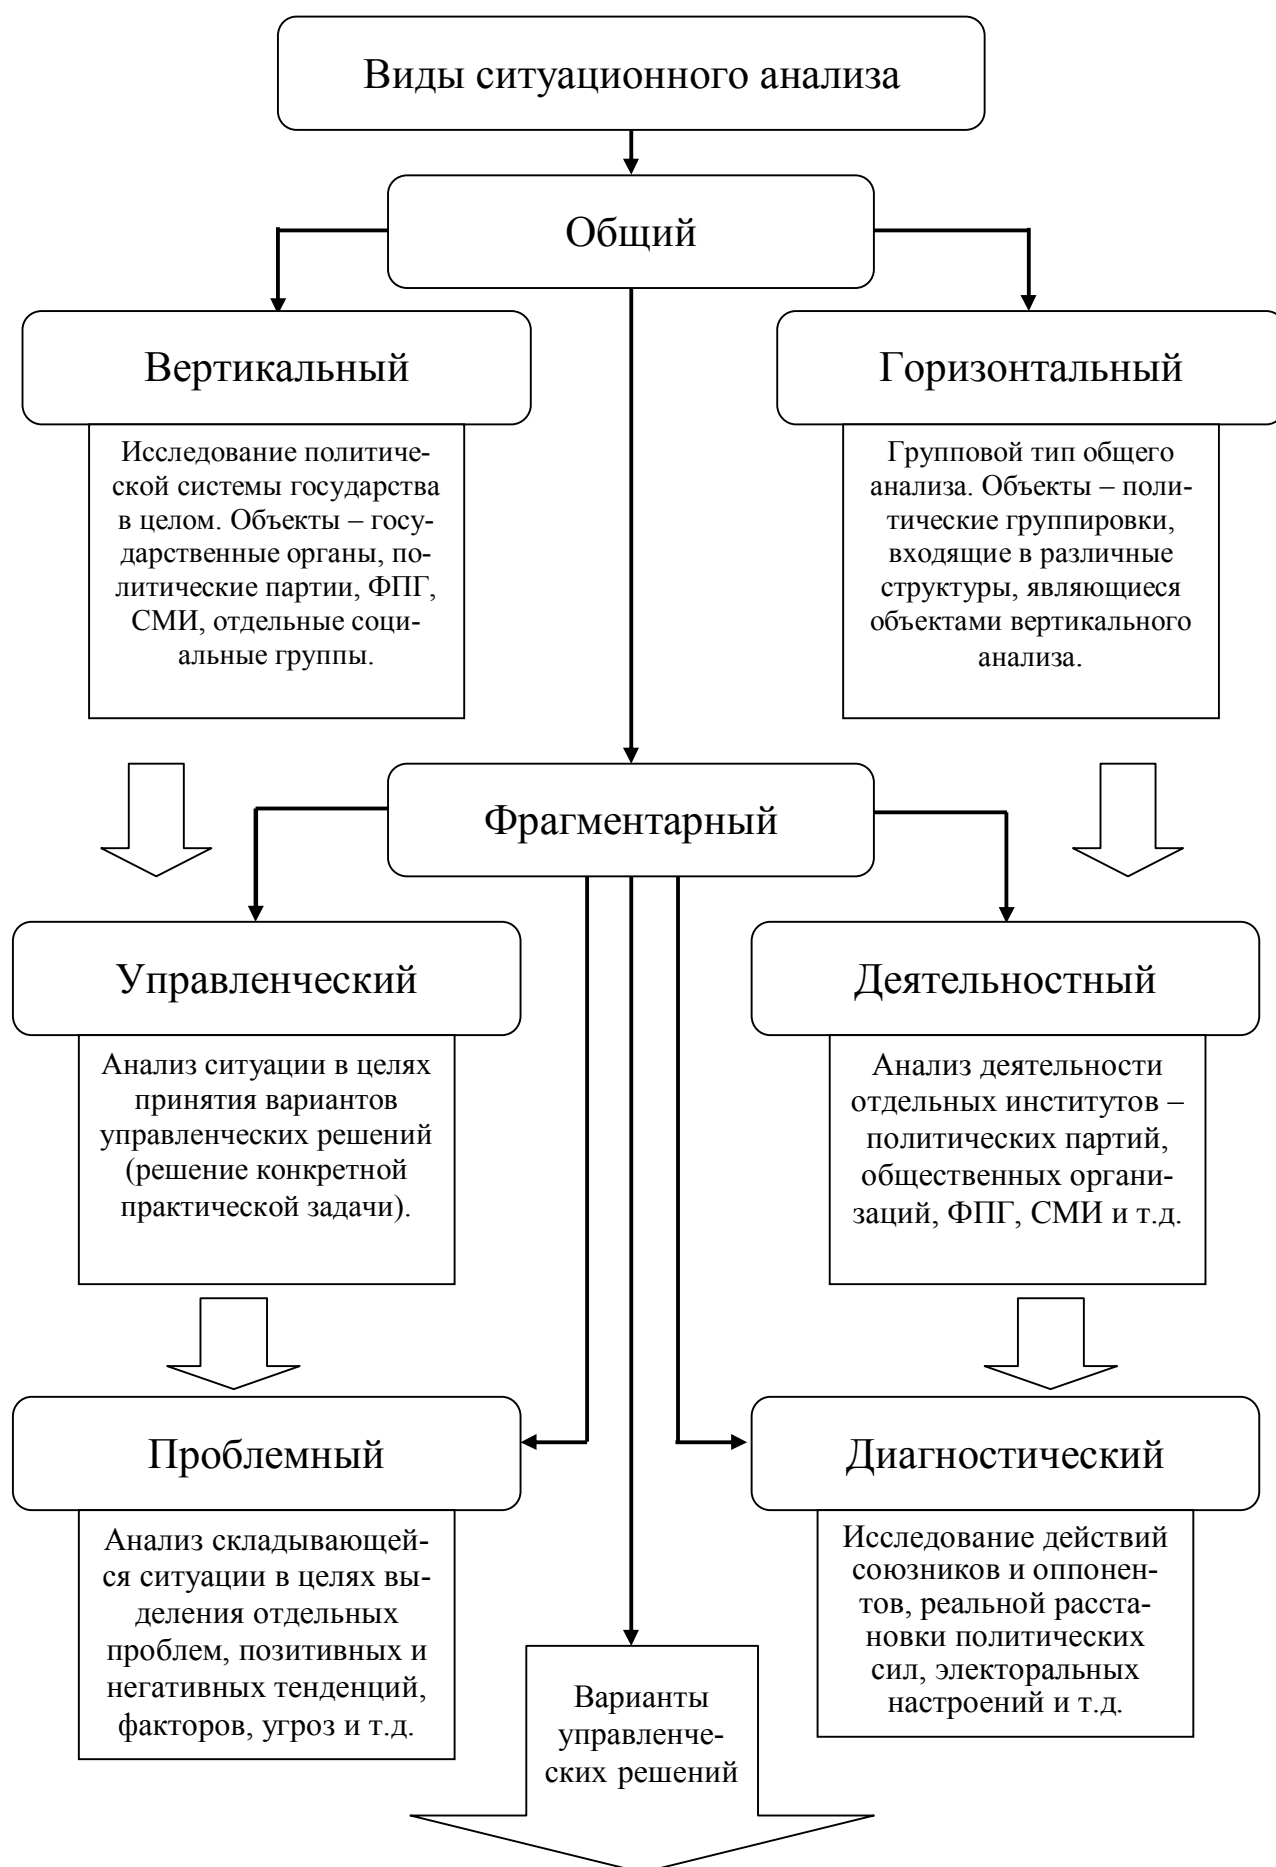 Виды ситуационного анализа
Общий
Вертикальный
Исследование политиче-
ской системы государства
в целом. Объекты – госу-
дарственные органы, по-
литические партии, ФПГ,
СМИ, отдельные соци-
альные группы.
Горизонтальный
Групповой тип общего
анализа. Объекты – поли-
тические группировки,
входящие в различные
структуры, являющиеся
объектами вертикального
анализа.
Фрагментарный
Управленческий
Анализ ситуации в целях
принятия вариантов
управленческих решений
(решение конкретной
практической задачи).
Деятельностный
Анализ деятельности
отдельных институтов –
политических партий,
общественных органи-
заций, ФПГ, СМИ и т.д.
Проблемный
Анализ складывающей-
ся ситуации в целях вы-
деления отдельных
проблем, позитивных и
негативных тенденций,
факторов, угроз и т.д.
Диагностический
Исследование действий
союзников и оппонен-
тов, реальной расста-
новки политических
сил, электоральных
настроений и т.д.
Варианты
управленче-
ских решений